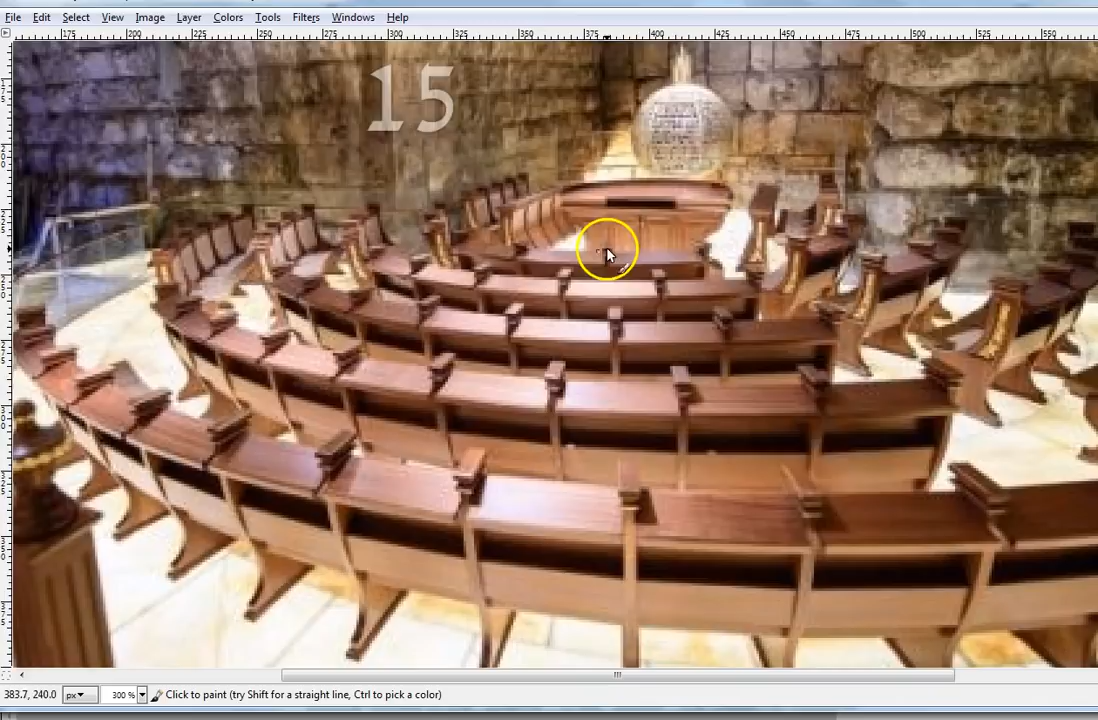 File Edit Select View Image Layer Colors Tools Filters Windows Help
175 200 225 250 275 300 325 350 375 400 425 450 475 500 525 550
15
383.7, 240.0 px 300 % Click to paint (try Shift for a straight line, Ctrl to pick a color)